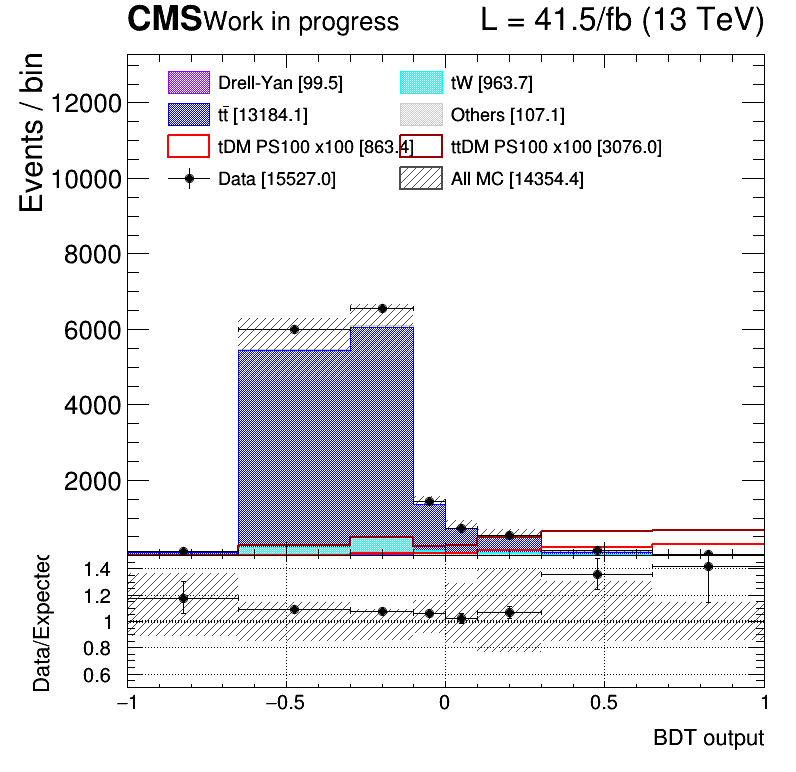 CMS Work in progress L = 41.5/fb (13 TeV)
Events / bin
12000
10000
8000
6000
4000
2000
Drell-Yan [99.5] tW [963.7]
tt̄ [13184.1] Others [107.1]
tDM PS100 x100 [863.4] ttDM PS100 x100 [3076.0]
Data [15527.0] All MC [14354.4]
Data/Expected
1.4
1.2
1
0.8
0.6
−1 −0.5 0 0.5 1
BDT output